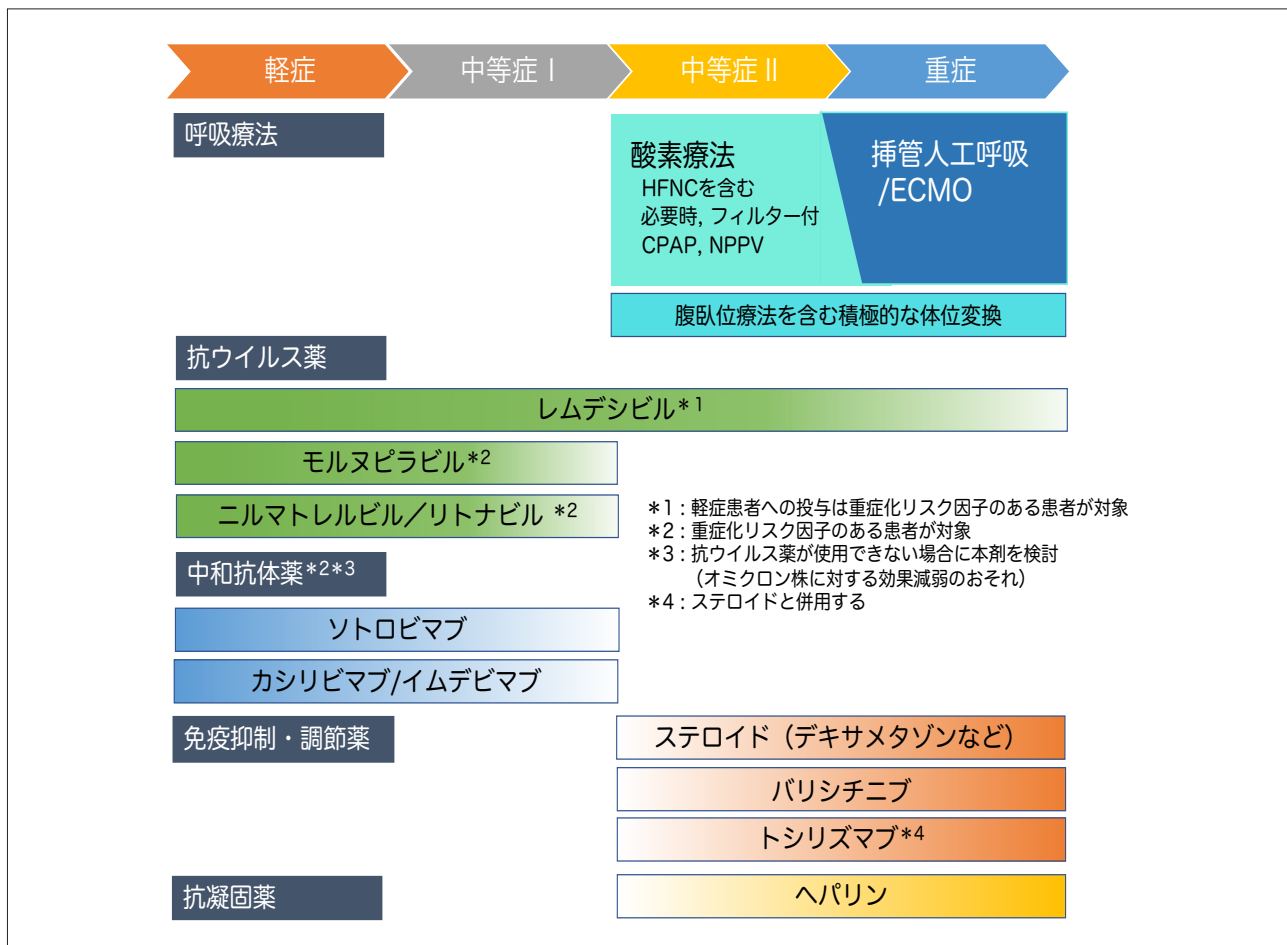 軽症
中等症Ⅰ
中等症Ⅱ
重症
呼吸療法
酸素療法
HFNCを含む
必要時, フィルター付
CPAP, NPPV
挿管人工呼吸
/ECMO
腹臥位療法を含む積極的な体位変換
抗ウイルス薬
レムデシビル*1
モルヌピラビル*2
ニルマトレルビル／リトナビル *2
*1：軽症患者への投与は重症化リスク因子のある患者が対象
*2：重症化リスク因子のある患者が対象
*3：抗ウイルス薬が使用できない場合に本剤を検討
（オミクロン株に対する効果減弱のおそれ）
*4：ステロイドと併用する
中和抗体薬*2*3
ソトロビマブ
カシリビマブ/イムデビマブ
免疫抑制・調節薬
ステロイド（デキサメタゾンなど）
バリシチニブ
トシリズマブ*4
抗凝固薬
ヘパリン